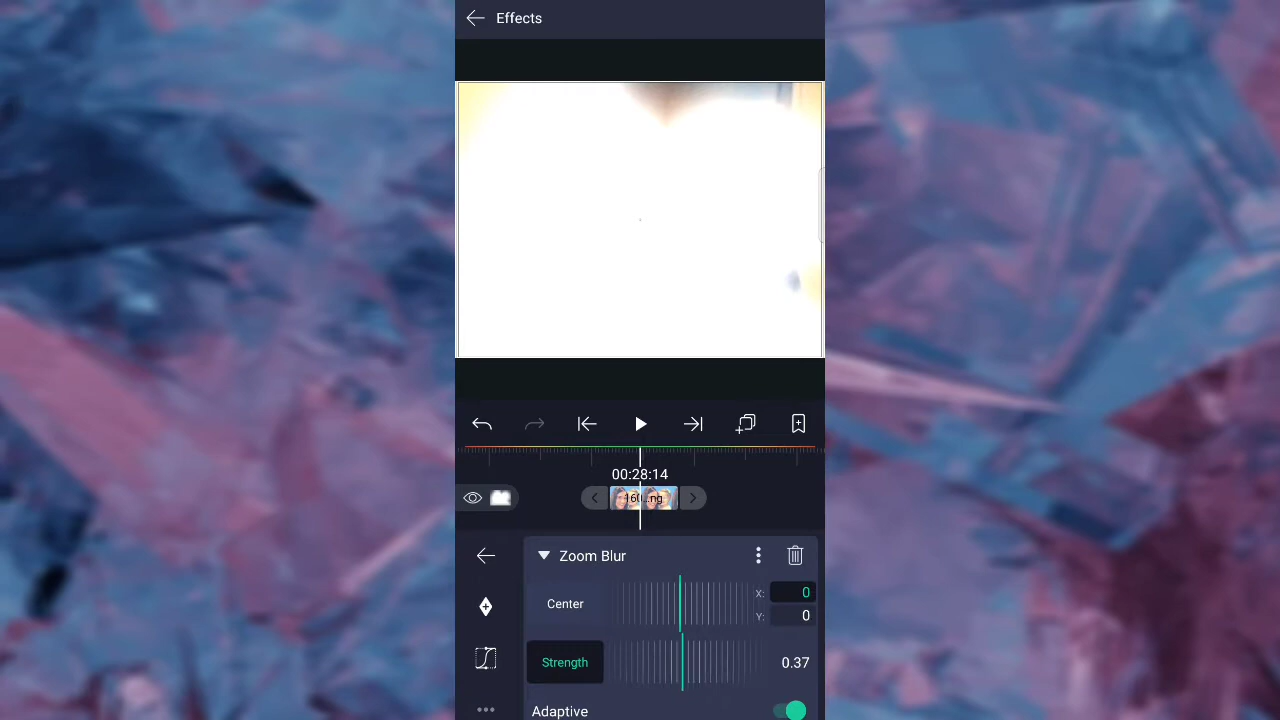 Effects
00:28:14
Zoom Blur
Center
X: 0
Y: 0
Strength
0.37
Adaptive